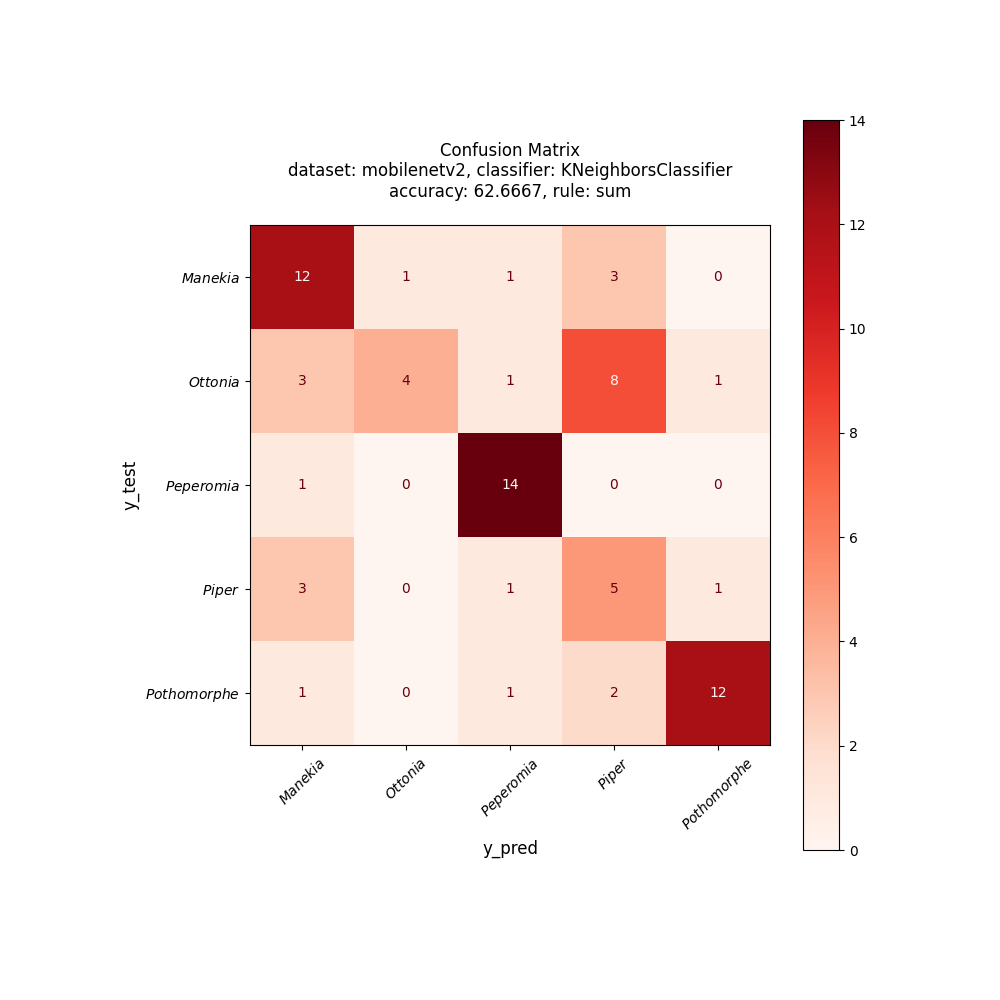 Confusion Matrix
dataset: mobilenetv2, classifier: KNeighborsClassifier
accuracy: 62.6667, rule: sum
14
12
10
8
6
4
2
0
y_test
Manekia 12 1 1 3 0
Ottonia 3 4 1 8 1
Peperomia 1 0 14 0 0
Piper 3 0 1 5 1
Pothomorphe 1 0 1 2 12
Manekia Ottonia Peperomia Piper Pothomorphe
y_pred